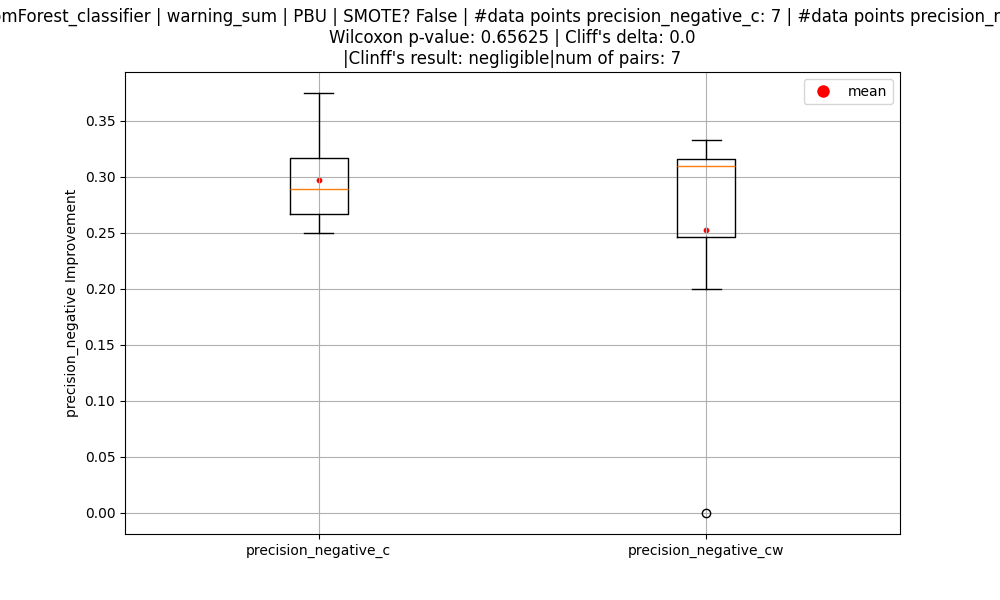 omForest_classifier | warning_sum | PBU | SMOTE? False | #data points precision_negative_c: 7 | #data points precision_n
Wilcoxon p-value: 0.65625 | Cliff's delta: 0.0
|Clinff's result: negligible|num of pairs: 7
mean
0.35
0.30
0.25
0.20
0.15
0.10
0.05
0.00
precision_negative Improvement
precision_negative_c
precision_negative_cw